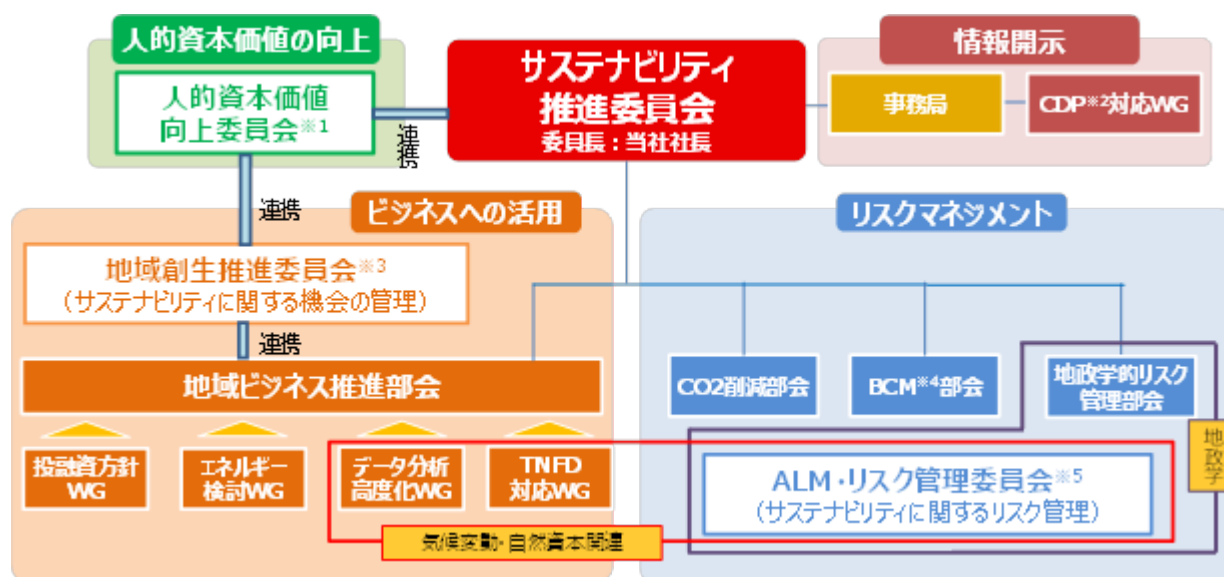 人的資本価値の向上
人的資本価値
向上委員会※1
連携
サステナビリティ
推進委員会
委員長：当社社長
情報開示
事務局
CDP※2対応WG
連携
ビジネスへの活用
地域創生推進委員会※3
（サステナビリティに関する機会の管理）
連携
地域ビジネス推進部会
投融資方針
WG
エネルギー
検討WG
データ分析
高度化WG
TNFD
対応WG
リスクマネジメント
CO2削減部会
BCM※4部会
地政学的リスク
管理部会
地政学
ALM・リスク管理委員会※5
（サステナビリティに関するリスク管理）
気候変動・自然資本関連